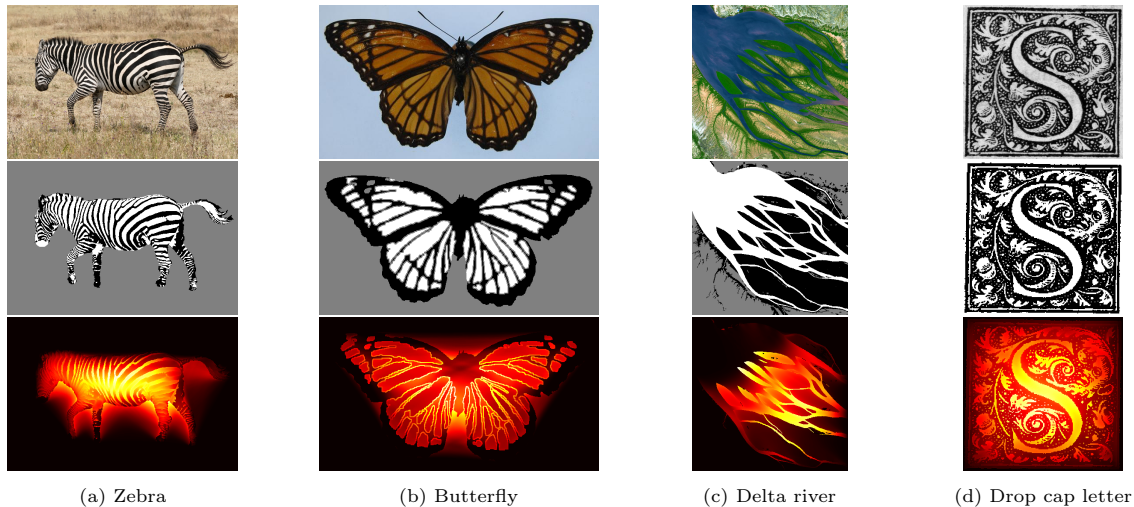 S
S
S
(a) Zebra
(b) Butterfly
(c) Delta river
(d) Drop cap letter